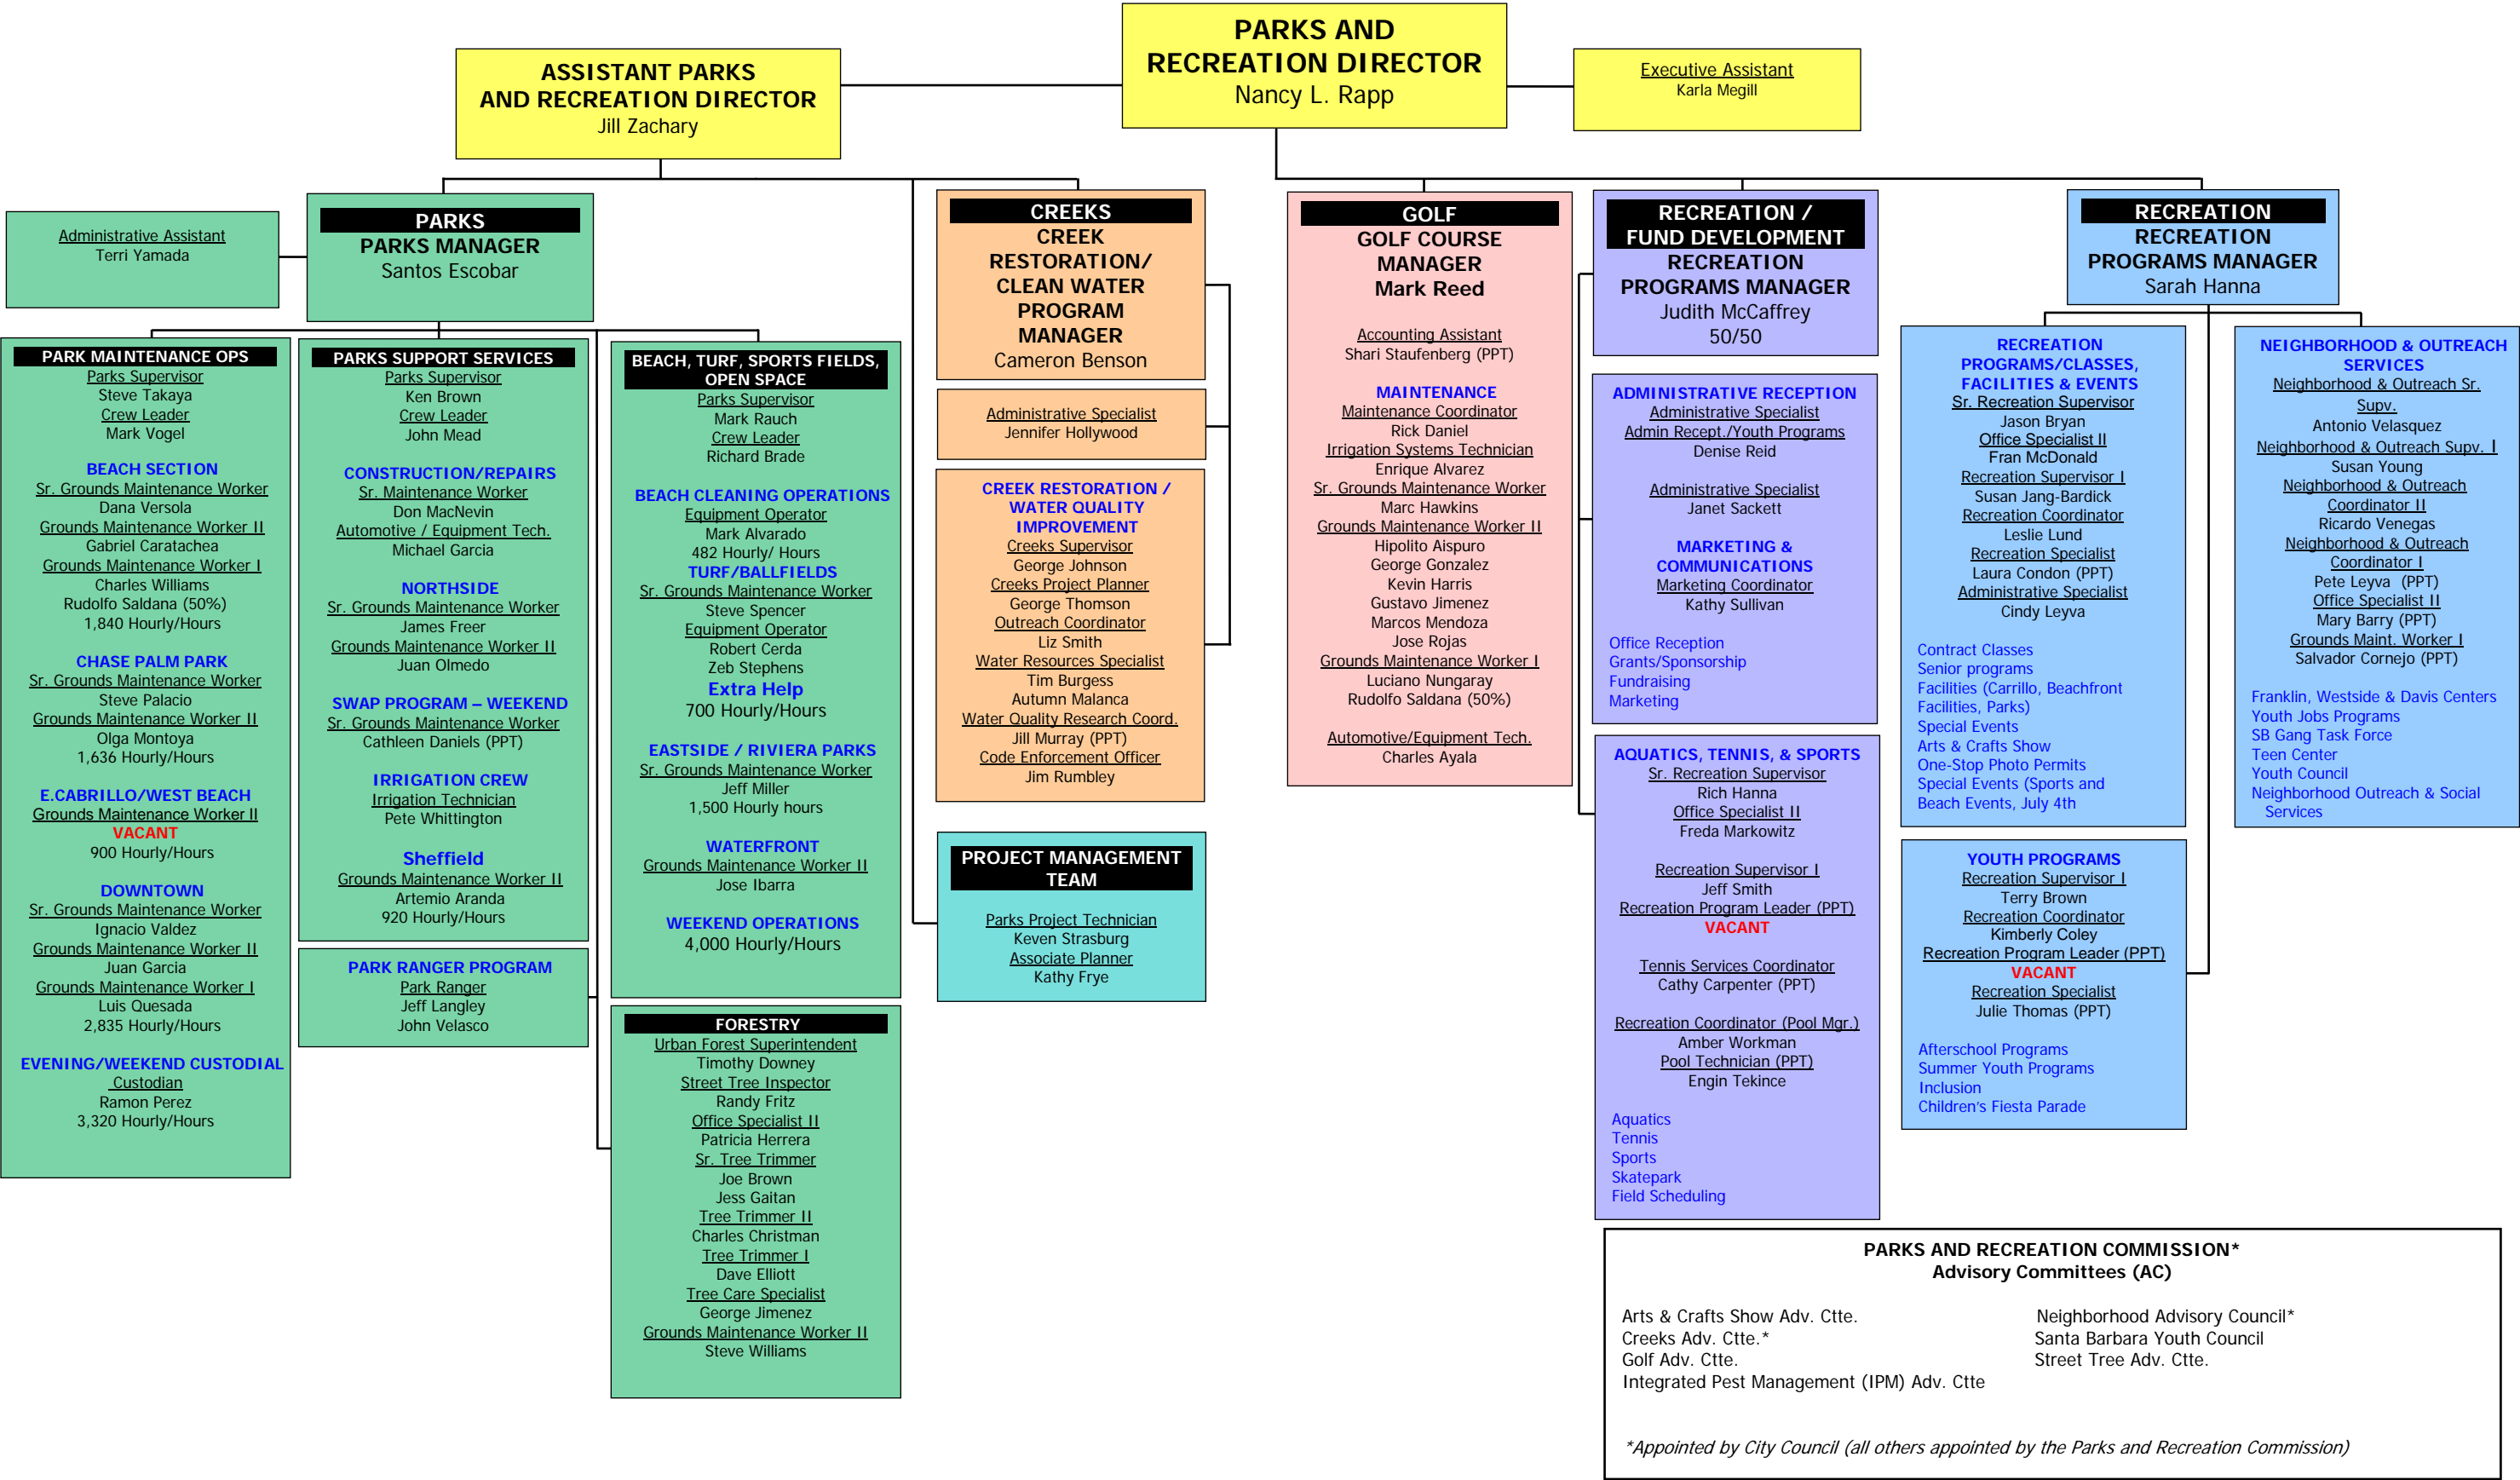 PARKS AND
RECREATION DIRECTOR
Nancy L. Rapp
ASSISTANT PARKS
AND RECREATION DIRECTOR
Jill Zachary
Executive Assistant
Karla Megill
Administrative Assistant
Terri Yamada
PARKS
PARKS MANAGER
Santos Escobar
PARK MAINTENANCE OPS
Parks Supervisor
Steve Takaya
Crew Leader
Mark Vogel
BEACH SECTION
Sr. Grounds Maintenance Worker
Dana Versola
Grounds Maintenance Worker II
Gabriel Caratachea
Grounds Maintenance Worker I
Charles Williams
Rudolfo Saldana (50%)
1,840 Hourly/Hours
CHASE PALM PARK
Sr. Grounds Maintenance Worker
Steve Palacio
Grounds Maintenance Worker II
Olga Montoya
1,636 Hourly/Hours
E.CABRILLO/WEST BEACH
Grounds Maintenance Worker II
VACANT
900 Hourly/Hours
DOWNTOWN
Sr. Grounds Maintenance Worker
Ignacio Valdez
Grounds Maintenance Worker II
Juan Garcia
Grounds Maintenance Worker I
Luis Quesada
2,835 Hourly/Hours
EVENING/WEEKEND CUSTODIAL
Custodian
Ramon Perez
3,320 Hourly/Hours
PARKS SUPPORT SERVICES
Parks Supervisor
Ken Brown
Crew Leader
John Mead
CONSTRUCTION/REPAIRS
Sr. Maintenance Worker
Don MacNevin
Automotive / Equipment Tech.
Michael Garcia
NORTHSIDE
Sr. Grounds Maintenance Worker
James Freer
Grounds Maintenance Worker II
Juan Olmedo
SWAP PROGRAM – WEEKEND
Sr. Grounds Maintenance Worker
Cathleen Daniels (PPT)
IRRIGATION CREW
Irrigation Technician
Pete Whittington
Sheffield
Grounds Maintenance Worker II
Artemio Aranda
920 Hourly/Hours
PARK RANGER PROGRAM
Park Ranger
Jeff Langley
John Velasco
BEACH, TURF, SPORTS FIELDS,
OPEN SPACE
Parks Supervisor
Mark Rauch
Crew Leader
Richard Brade
BEACH CLEANING OPERATIONS
Equipment Operator
Mark Alvarado
482 Hourly/ Hours
TURF/BALLFIELDS
Sr. Grounds Maintenance Worker
Steve Spencer
Equipment Operator
Robert Cerda
Zeb Stephens
Extra Help
700 Hourly/Hours
EASTSIDE / RIVIERA PARKS
Sr. Grounds Maintenance Worker
Jeff Miller
1,500 Hourly hours
WATERFRONT
Grounds Maintenance Worker II
Jose Ibarra
WEEKEND OPERATIONS
4,000 Hourly/Hours
FORESTRY
Urban Forest Superintendent
Timothy Downey
Street Tree Inspector
Randy Fritz
Office Specialist II
Patricia Herrera
Sr. Tree Trimmer
Joe Brown
Jess Gaitan
Tree Trimmer II
Charles Christman
Tree Trimmer I
Dave Elliott
Tree Care Specialist
George Jimenez
Grounds Maintenance Worker II
Steve Williams
CREEKS
CREEK
RESTORATION/
CLEAN WATER
PROGRAM
MANAGER
Cameron Benson
Administrative Specialist
Jennifer Hollywood
CREEK RESTORATION /
WATER QUALITY
IMPROVEMENT
Creeks Supervisor
George Johnson
Creeks Project Planner
George Thomson
Outreach Coordinator
Liz Smith
Water Resources Specialist
Tim Burgess
Autumn Malanca
Water Quality Research Coord.
Jill Murray (PPT)
Code Enforcement Officer
Jim Rumbley
PROJECT MANAGEMENT
TEAM
Parks Project Technician
Keven Strasburg
Associate Planner
Kathy Frye
GOLF
GOLF COURSE
MANAGER
Mark Reed
Accounting Assistant
Shari Staufenberg (PPT)
MAINTENANCE
Maintenance Coordinator
Rick Daniel
Irrigation Systems Technician
Enrique Alvarez
Sr. Grounds Maintenance Worker
Marc Hawkins
Grounds Maintenance Worker II
Hipolito Aispuro
George Gonzalez
Kevin Harris
Gustavo Jimenez
Marcos Mendoza
Jose Rojas
Grounds Maintenance Worker I
Luciano Nungaray
Rudolfo Saldana (50%)
Automotive/Equipment Tech.
Charles Ayala
RECREATION /
FUND DEVELOPMENT
RECREATION
PROGRAMS MANAGER
Judith McCaffrey
50/50
ADMINISTRATIVE RECEPTION
Administrative Specialist
Admin Recept./Youth Programs
Denise Reid
Administrative Specialist
Janet Sackett
MARKETING &
COMMUNICATIONS
Marketing Coordinator
Kathy Sullivan
Office Reception
Grants/Sponsorship
Fundraising
Marketing
AQUATICS, TENNIS, & SPORTS
Sr. Recreation Supervisor
Rich Hanna
Office Specialist II
Freda Markowitz
Recreation Supervisor I
Jeff Smith
Recreation Program Leader (PPT)
VACANT
Tennis Services Coordinator
Cathy Carpenter (PPT)
Recreation Coordinator (Pool Mgr.)
Amber Workman
Pool Technician (PPT)
Engin Tekince
Aquatics
Tennis
Sports
Skatepark
Field Scheduling
RECREATION
RECREATION
PROGRAMS MANAGER
Sarah Hanna
RECREATION
PROGRAMS/CLASSES,
FACILITIES & EVENTS
Sr. Recreation Supervisor
Jason Bryan
Office Specialist II
Fran McDonald
Recreation Supervisor I
Susan Jang-Bardick
Recreation Coordinator
Leslie Lund
Recreation Specialist
Laura Condon (PPT)
Administrative Specialist
Cindy Leyva
Contract Classes
Senior programs
Facilities (Carrillo, Beachfront
Facilities, Parks)
Special Events
Arts & Crafts Show
One-Stop Photo Permits
Special Events (Sports and
Beach Events, July 4th
YOUTH PROGRAMS
Recreation Supervisor I
Terry Brown
Recreation Coordinator
Kimberly Coley
Recreation Program Leader (PPT)
VACANT
Recreation Specialist
Julie Thomas (PPT)
Afterschool Programs
Summer Youth Programs
Inclusion
Children's Fiesta Parade
NEIGHBORHOOD & OUTREACH
SERVICES
Neighborhood & Outreach Sr.
Supv.
Antonio Velasquez
Neighborhood & Outreach Supv. I
Susan Young
Neighborhood & Outreach
Coordinator II
Ricardo Venegas
Neighborhood & Outreach
Coordinator I
Pete Leyva (PPT)
Office Specialist II
Mary Barry (PPT)
Grounds Maint. Worker I
Salvador Cornejo (PPT)
Franklin, Westside & Davis Centers
Youth Jobs Programs
SB Gang Task Force
Teen Center
Youth Council
Neighborhood Outreach & Social
Services
PARKS AND RECREATION COMMISSION*
Advisory Committees (AC)
Arts & Crafts Show Adv. Ctte.
Creeks Adv. Ctte.*
Golf Adv. Ctte.
Integrated Pest Management (IPM) Adv. Ctte
Neighborhood Advisory Council*
Santa Barbara Youth Council
Street Tree Adv. Ctte.
*Appointed by City Council (all others appointed by the Parks and Recreation Commission)